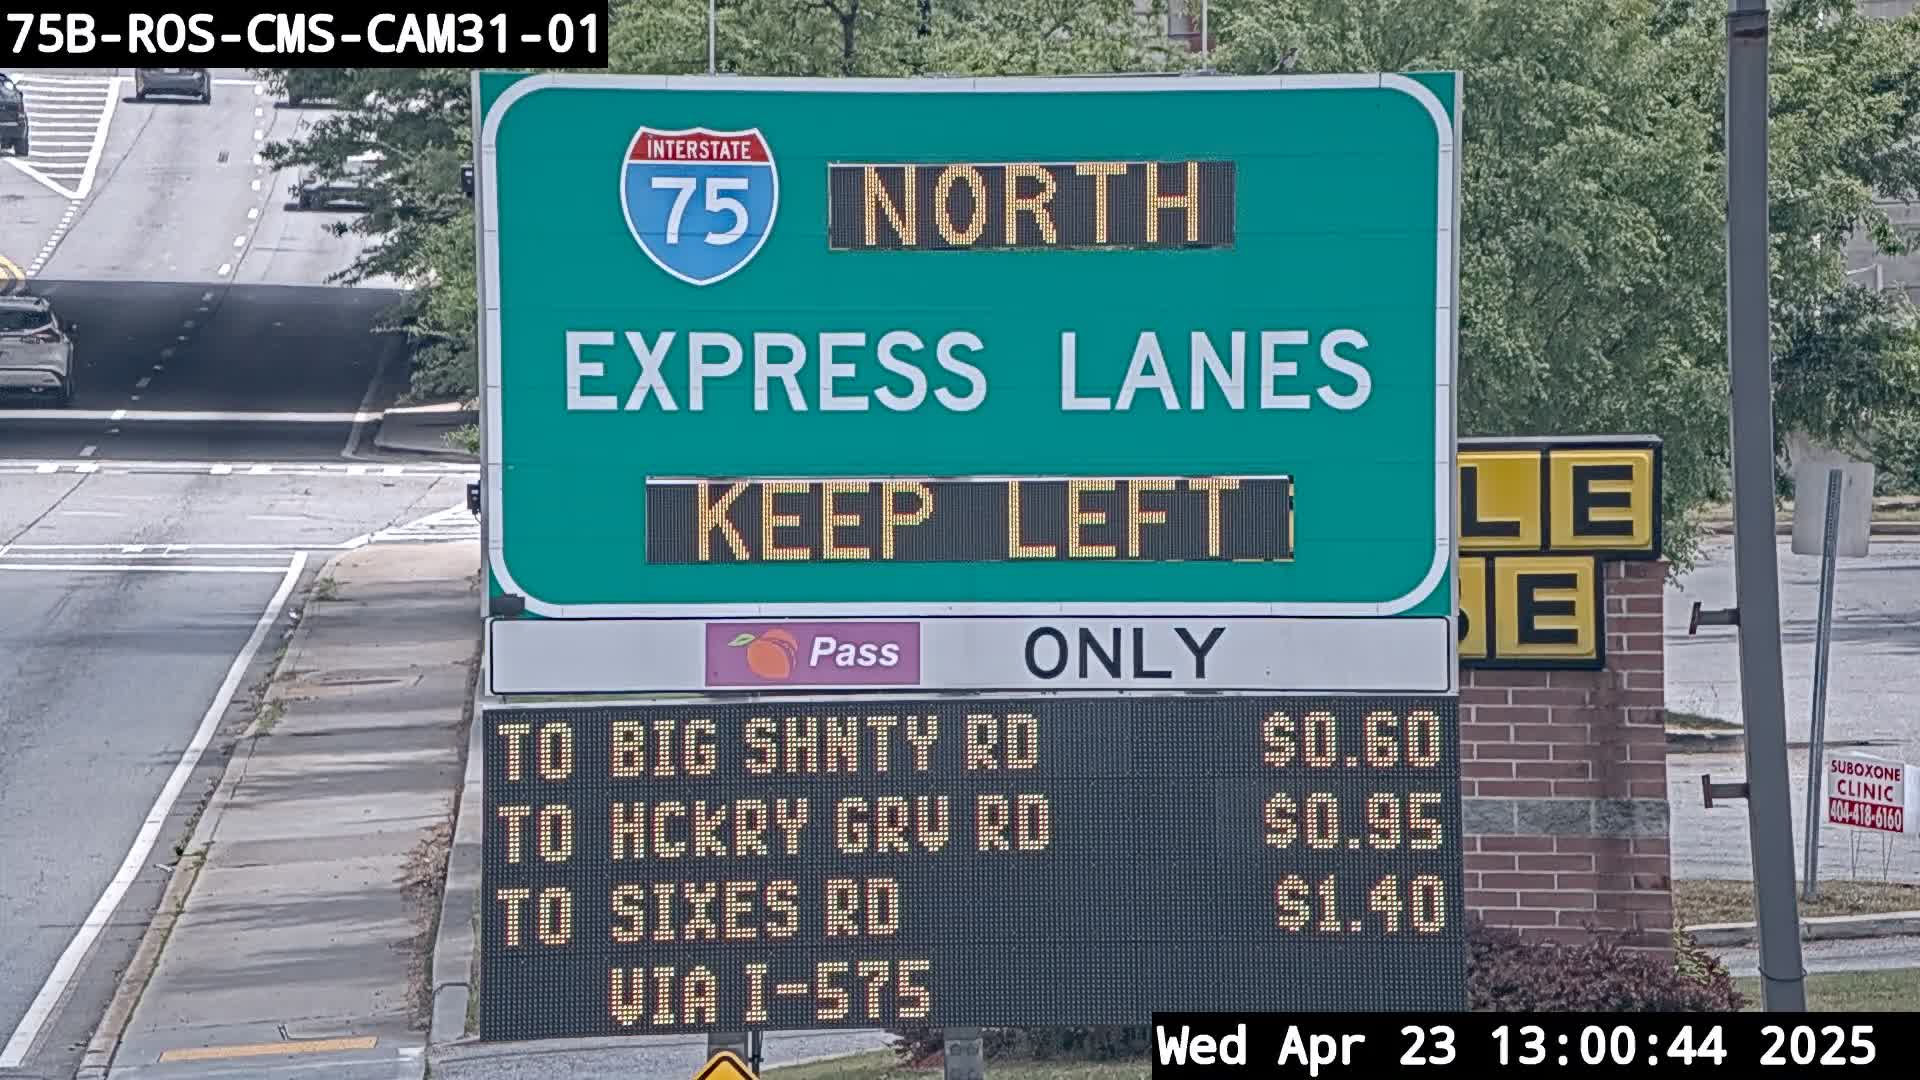 75B-ROS-CMS-CAM31-01
INTERSTATE
75
NORTH
EXPRESS LANES
KEEP LEFT
Pass ONLY
TO BIG SHNTY RD $0.60
TO HCKRY GRV RD $0.95
TO SIXES RD $1.40
VIA I-575
LE
E
SUBOXONE
CLINIC
404-418-6160
Wed Apr 23 13:00:44 2025